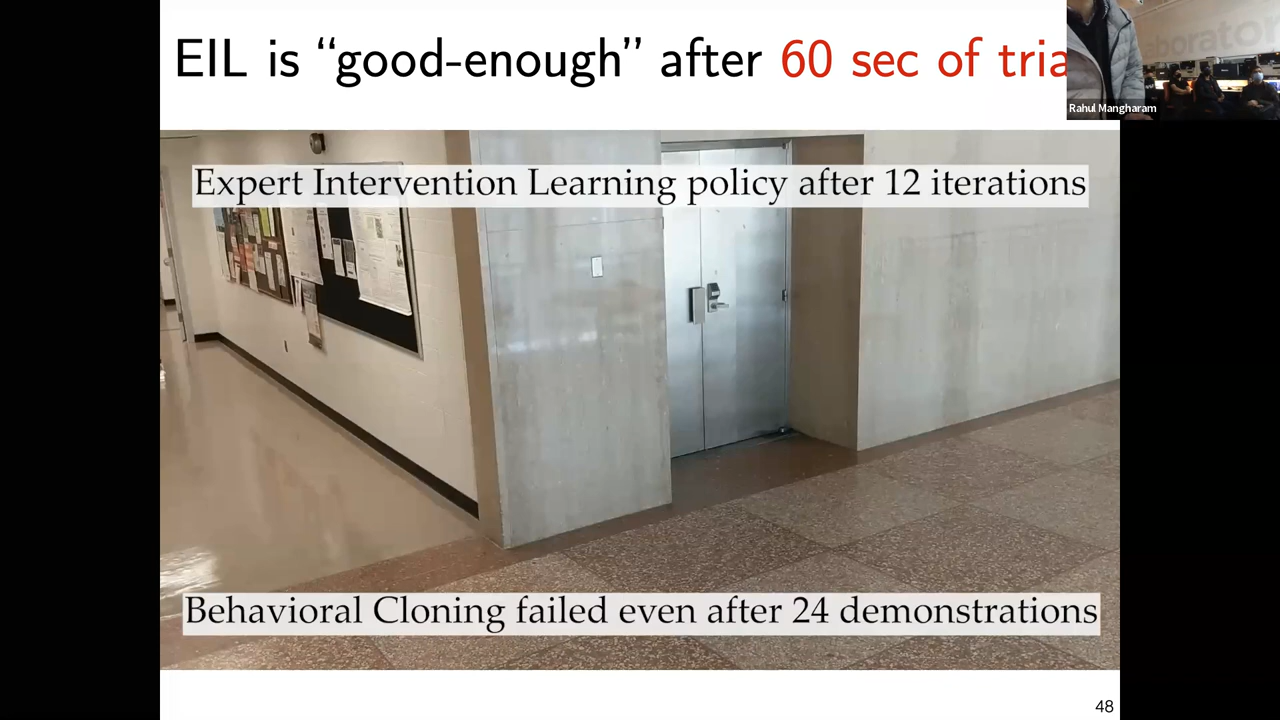 EIL is “good-enough” after 60 sec of tria
Rahul Mangharam
Expert Intervention Learning policy after 12 iterations
Behavioral Cloning failed even after 24 demonstrations
48